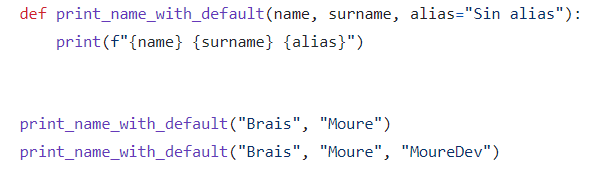 def print_name_with_default(name, surname, alias="Sin alias"):
    print(f"{name} {surname} {alias}")
print_name_with_default("Brais", "Moure")
print_name_with_default("Brais", "Moure", "MoureDev")